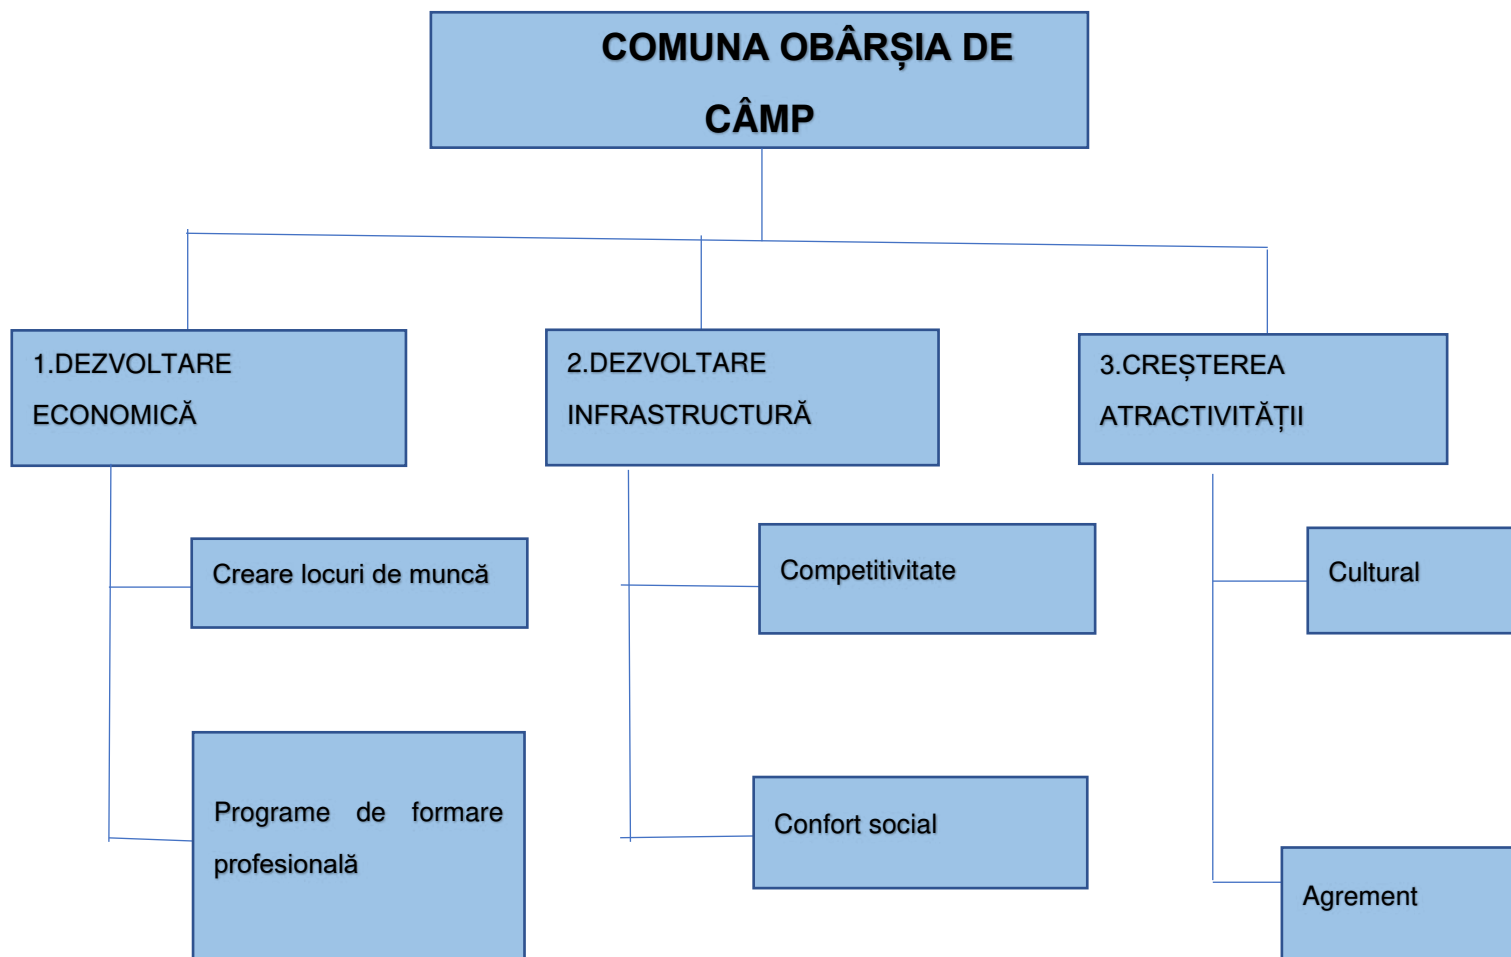 COMUNA OBÂRȘIA DE
CÂMP
1.DEZVOLTARE
ECONOMICĂ
2.DEZVOLTARE
INFRASTRUCTURĂ
3.CREȘTEREA
ATRACTIVITĂȚII
Creare locuri de muncă
Competitivitate
Cultural
Programe de formare
profesională
Confort social
Agrement